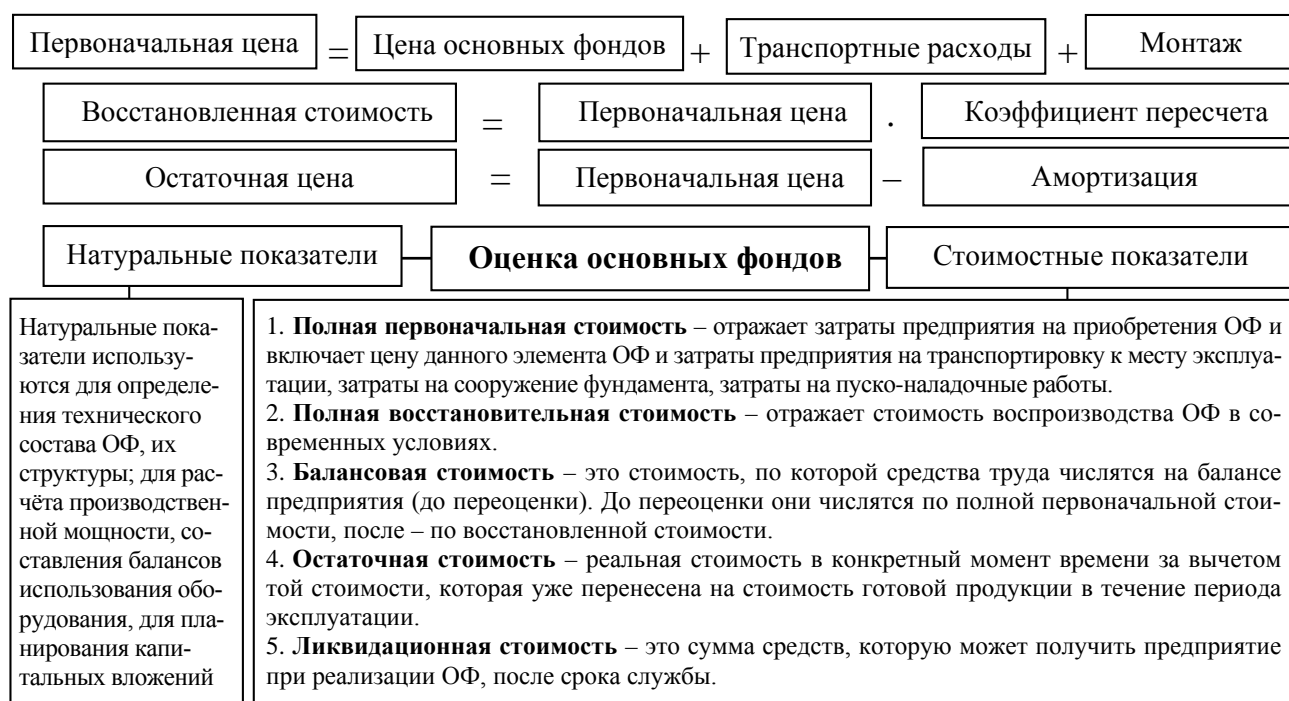 Первоначальная цена = Цена основных фондов + Транспортные расходы + Монтаж
Восстановленная стоимость = Первоначальная цена · Коэффициент пересчета
Остаточная цена = Первоначальная цена – Амортизация
Натуральные показатели Оценка основных фондов Стоимостные показатели
Натуральные пока-
затели использу-
ются для определе-
ния технического
состава ОФ, их
структуры; для рас-
чёта производствен-
ной мощности, со-
ставления балансов
использования обо-
рудования, для пла-
нирования капи-
тальных вложений
1. Полная первоначальная стоимость – отражает затраты предприятия на приобретения ОФ и
включает цену данного элемента ОФ и затраты предприятия на транспортировку к месту эксплуа-
тации, затраты на сооружение фундамента, затраты на пуско-наладочные работы.
2. Полная восстановительная стоимость – отражает стоимость воспроизводства ОФ в со-
временных условиях.
3. Балансовая стоимость – это стоимость, по которой средства труда числятся на балансе
предприятия (до переоценки). До переоценки они числятся по полной первоначальной стои-
мости, после – по восстановленной стоимости.
4. Остаточная стоимость – реальная стоимость в конкретный момент времени за вычетом
той стоимости, которая уже перенесена на стоимость готовой продукции в течение периода
эксплуатации.
5. Ликвидационная стоимость – это сумма средств, которую может получить предприятие
при реализации ОФ, после срока службы.